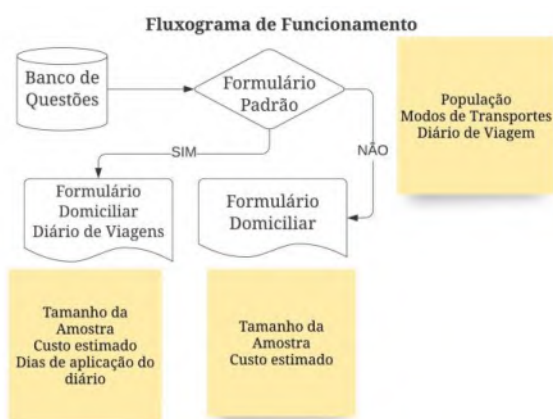 Fluxograma de Funcionamento
Banco de
Questões
Formulário
Padrão
População
Modos de Transportes
Diário de Viagem
SIM
NÃO
Formulário
Domiciliar
Diário de Viagens
Formulário
Domiciliar
Tamanho da
Amostra
Custo estimado
Dias de aplicação do
diário
Tamanho da
Amostra
Custo estimado